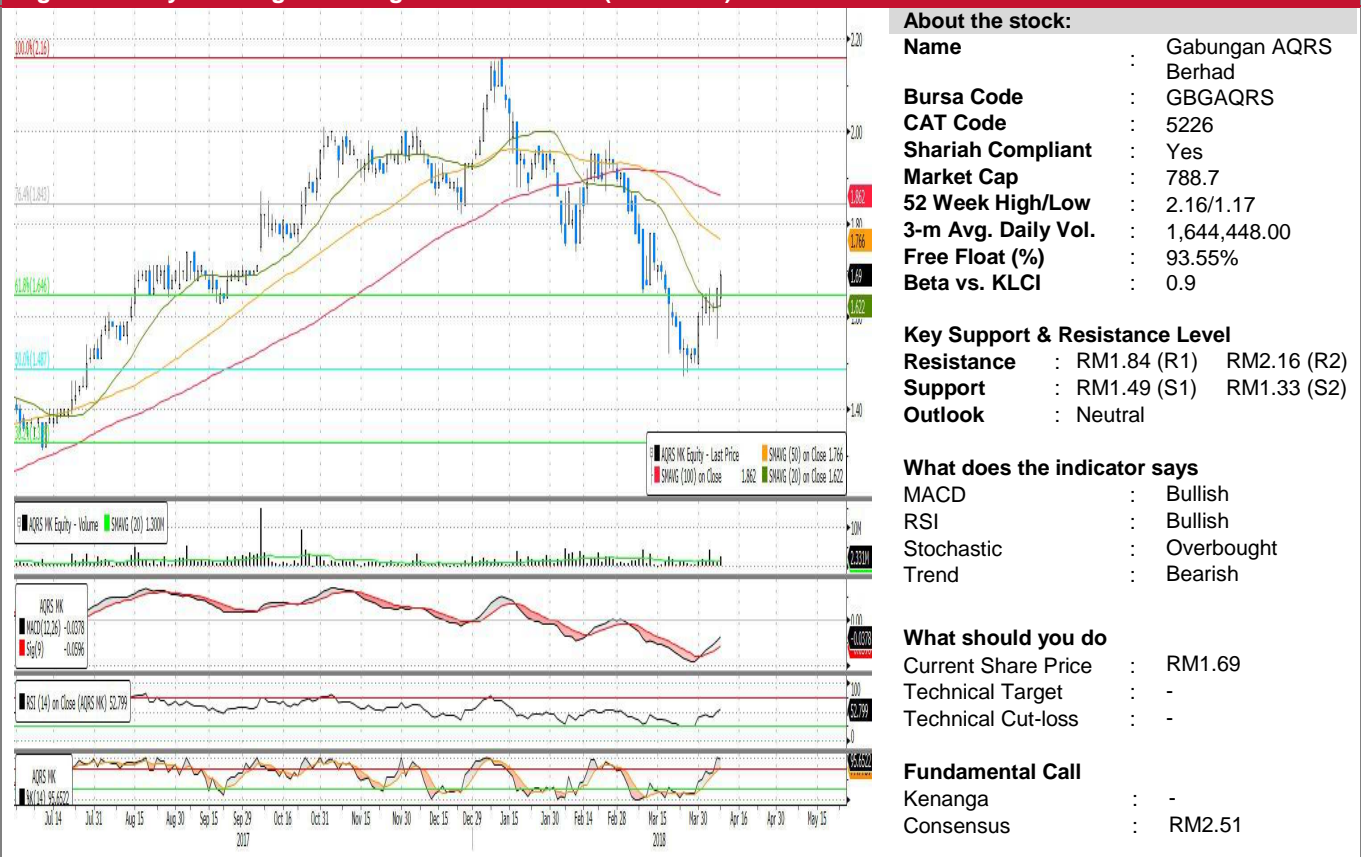 2.20
100.0%(2.16)
2.00
1.862
76.4%(1.843)
1.80
1.766
1.69
61.8%(1.646)
1.622
1.60
50.0%(1.487)
1.40
AQRS MK Equity - Last Price
SMAVG (50) on Close 1.766
SMAVG (100) on Close 1.862
SMAVG (20) on Close 1.622
AQRS MK Equity - Volume
SMAVG (20) 1.300M
10M
2.331M
AQRS MK
MACD(12,26) -0.0378
Sig(9) -0.0596
0.00
-0.0378
RSI (14) on Close (AQRS MK) 52.799
100
52.799
0
AQRS MK
%K(14) 95.6522
95.6522
Jul 14 Jul 31 Aug 15 Aug 30 Sep 15 Sep 29 Oct 16 Oct 31 Nov 15 Nov 30 Dec 15 Dec 29 Jan 15 Jan 30 Feb 14 Feb 28 Mar 15 Mar 30 Apr 16 Apr 30 May 15
2017 2018
About the stock:
Name : Gabungan AQRS
Berhad
Bursa Code : GBGAQRS
CAT Code : 5226
Shariah Compliant : Yes
Market Cap : 788.7
52 Week High/Low : 2.16/1.17
3-m Avg. Daily Vol. : 1,644,448.00
Free Float (%) : 93.55%
Beta vs. KLCI : 0.9
Key Support & Resistance Level
Resistance : RM1.84 (R1) RM2.16 (R2)
Support : RM1.49 (S1) RM1.33 (S2)
Outlook : Neutral
What does the indicator says
MACD : Bullish
RSI : Bullish
Stochastic : Overbought
Trend : Bearish
What should you do
Current Share Price : RM1.69
Technical Target : -
Technical Cut-loss : -
Fundamental Call
Kenanga : -
Consensus : RM2.51